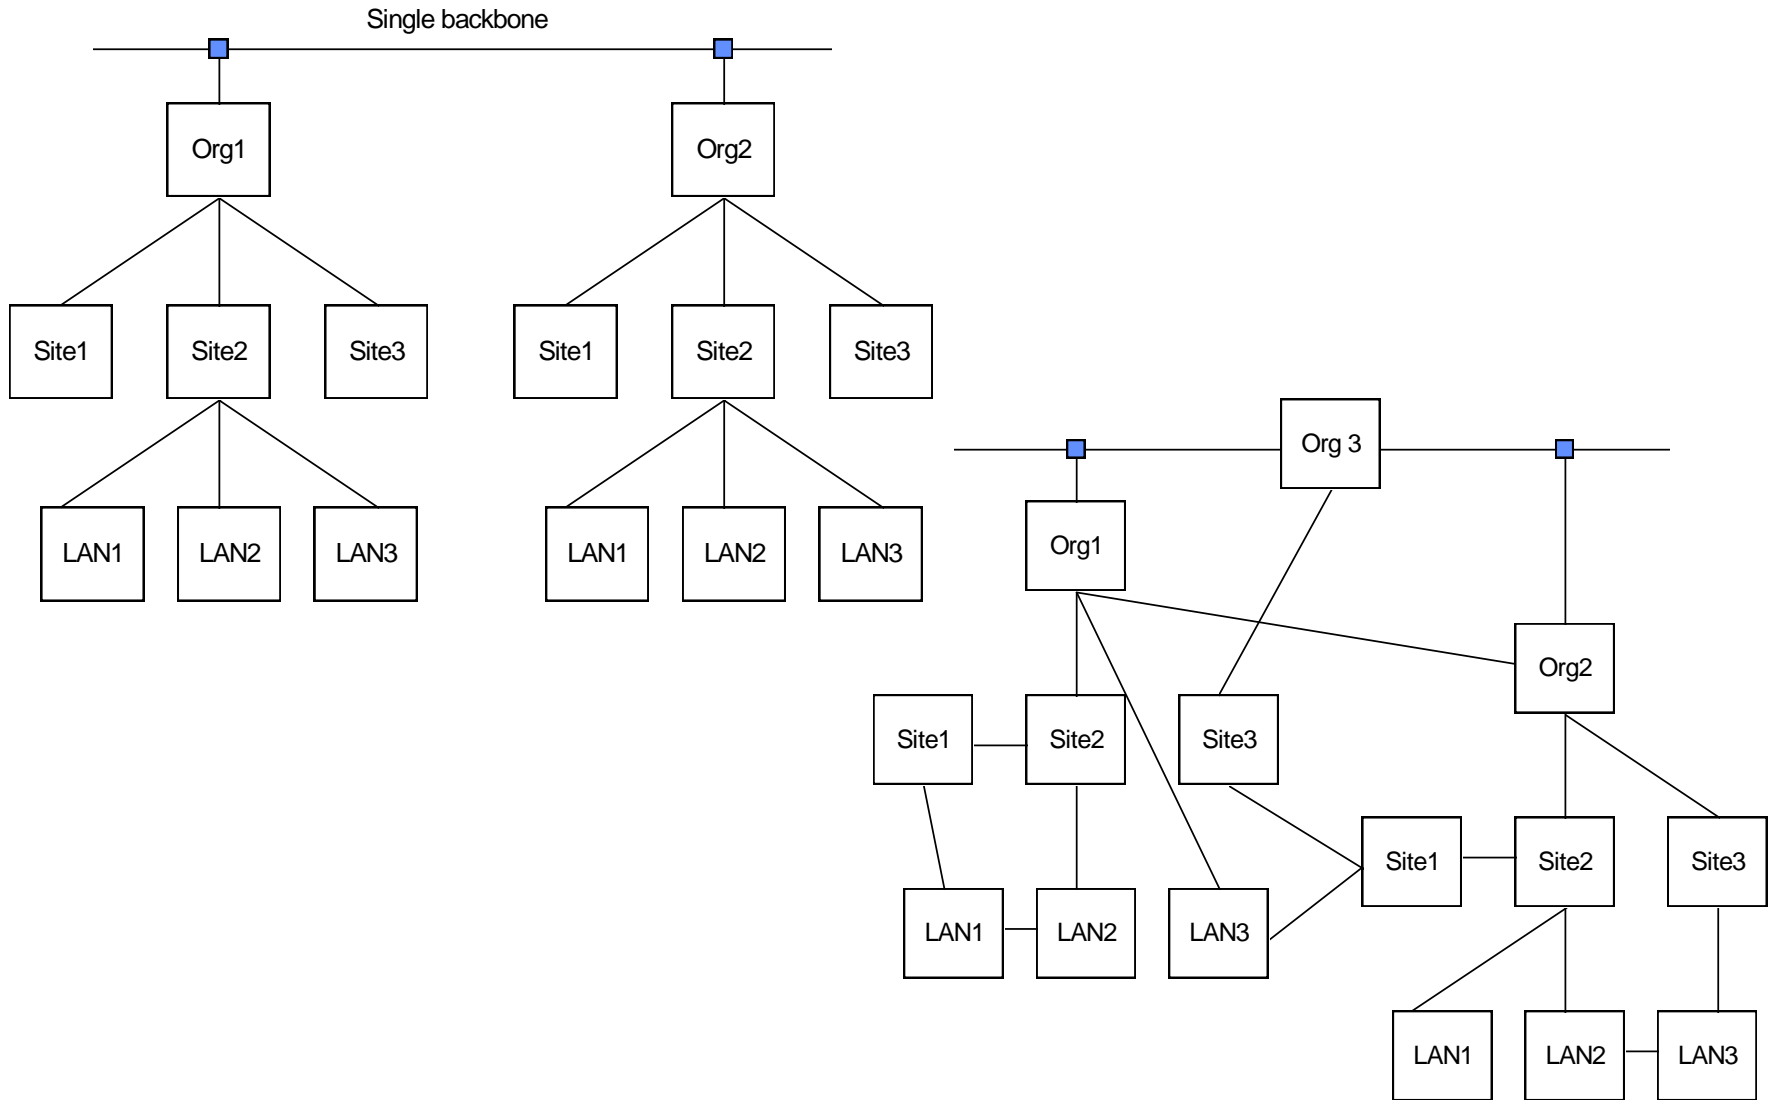 Single backbone
Org1
Org2
Site1
Site2
Site3
Site1
Site2
Site3
LAN1
LAN2
LAN3
LAN1
LAN2
LAN3
Org 3
Org1
Org2
Site1
Site2
Site3
Site1
Site2
Site3
LAN1
LAN2
LAN3
LAN1
LAN2
LAN3